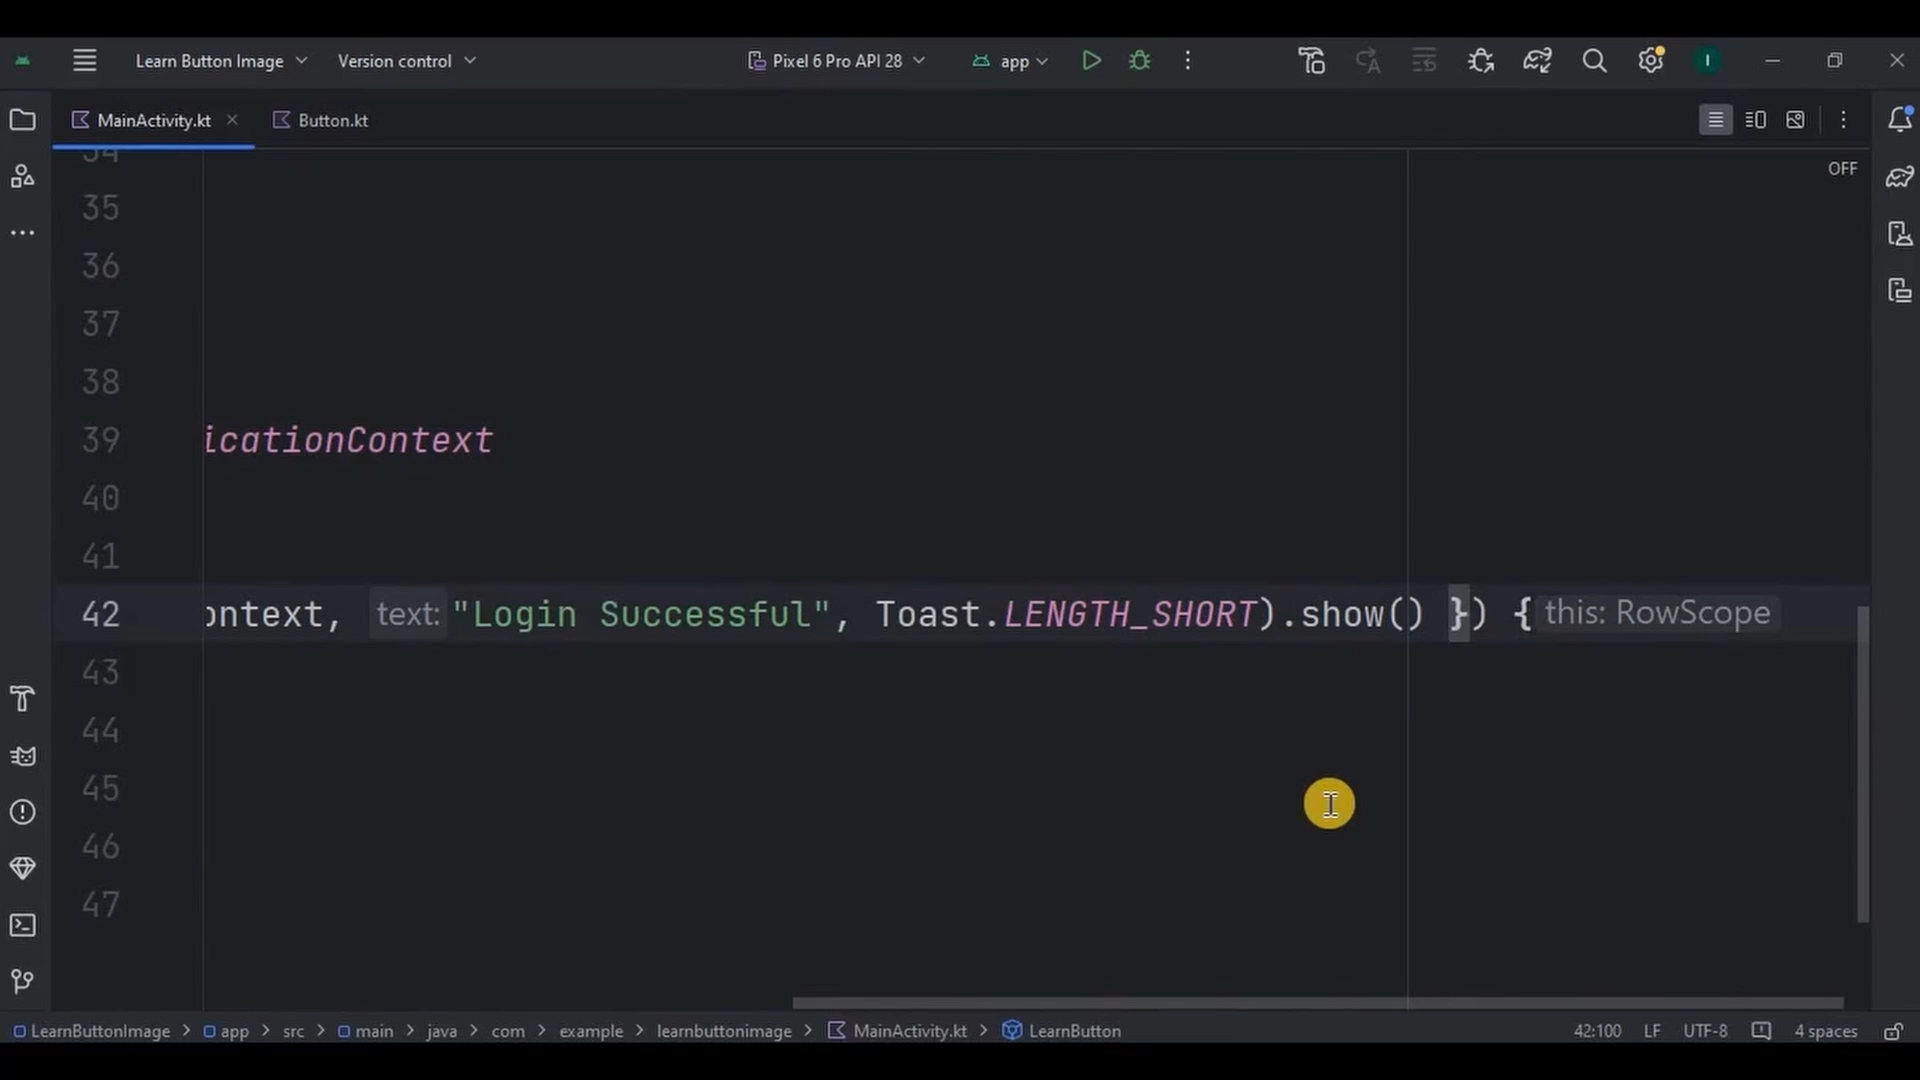 Learn Button Image Version control Pixel 6 Pro API 28 app I
MainActivity.kt Button.kt
OFF
34
35
36
37
38
39 icationContext
40
41
42 ontext, text: "Login Successful", Toast.LENGTH_SHORT).show() }) { this: RowScope
43
44
45
46
47
LearnButtonImage > app > src > main > java > com > example > learnbuttonimage > MainActivity.kt > LearnButton 42:100 LF UTF-8 4 spaces